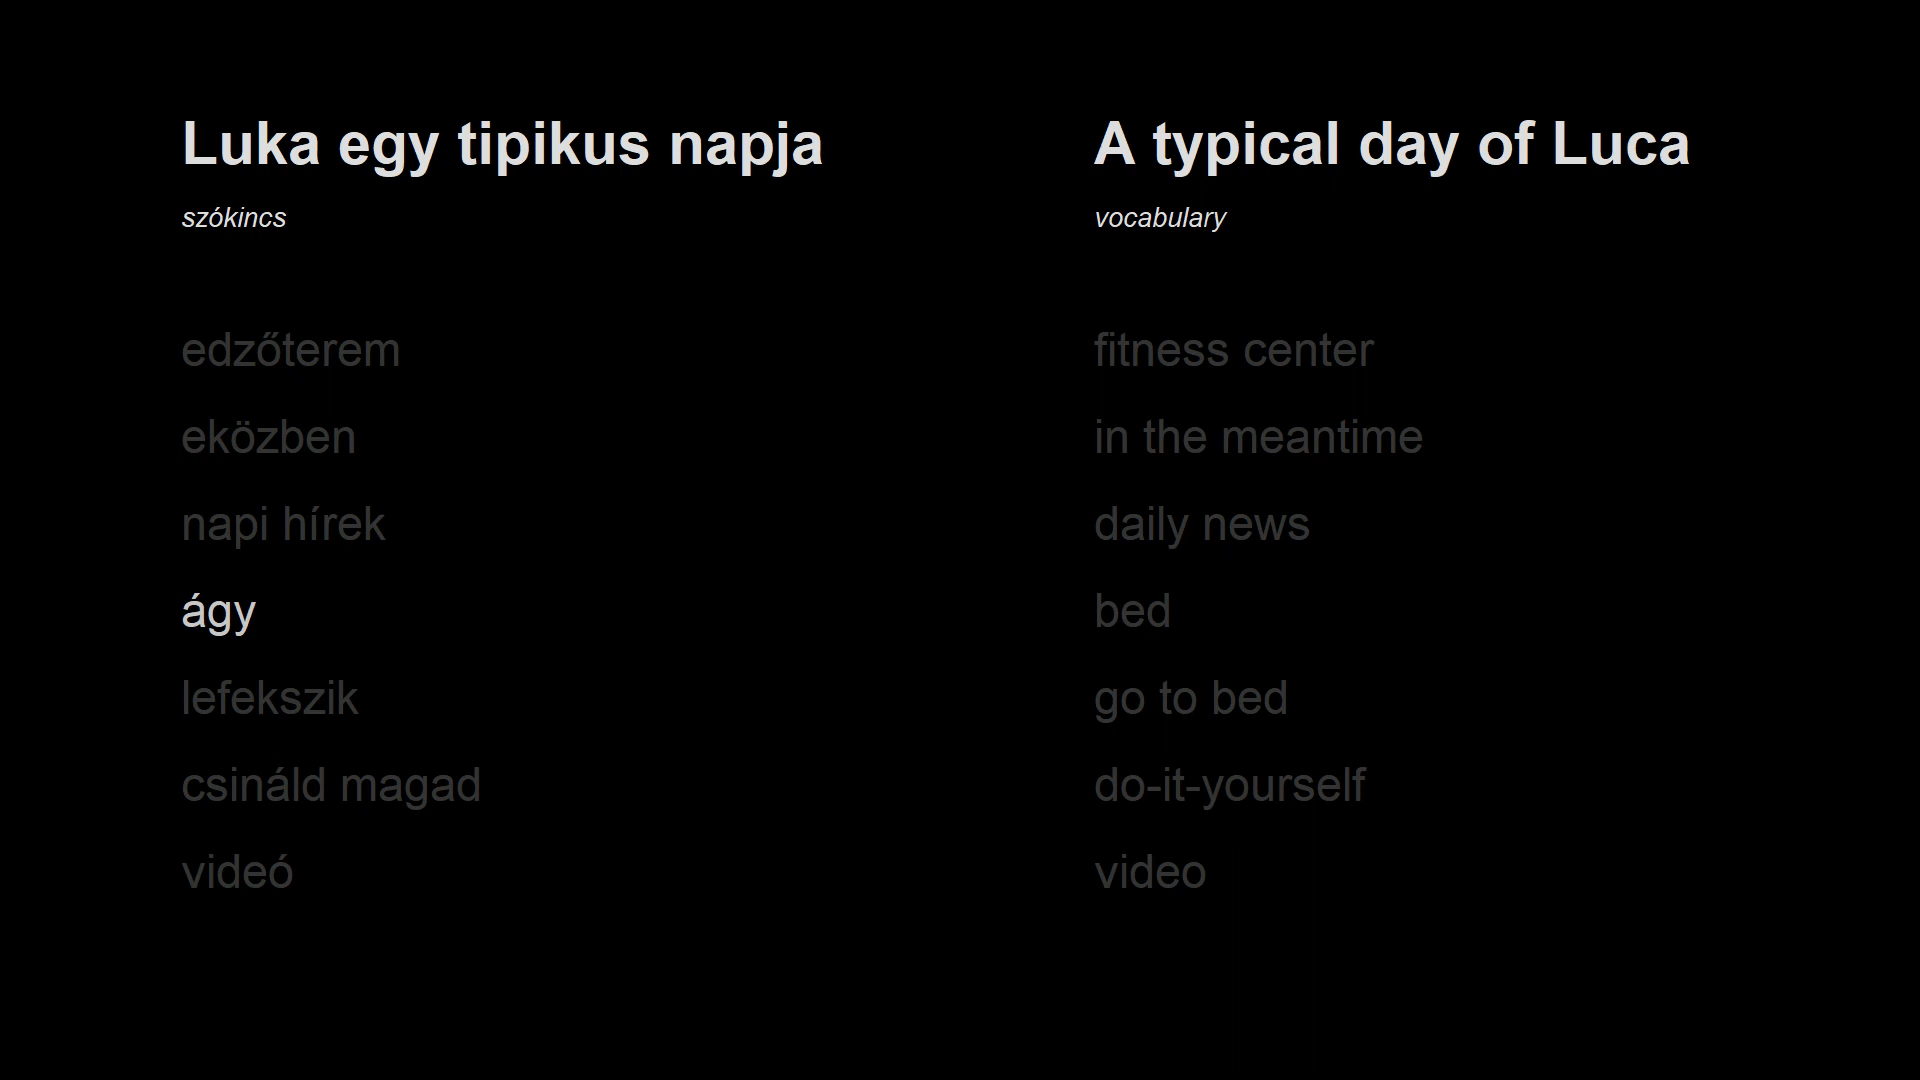 Luka egy tipikus napja
szókincs
edzőterem
eközben
napi hírek
ágy
lefekszik
csináld magad
videó
A typical day of Luca
vocabulary
fitness center
in the meantime
daily news
bed
go to bed
do-it-yourself
video